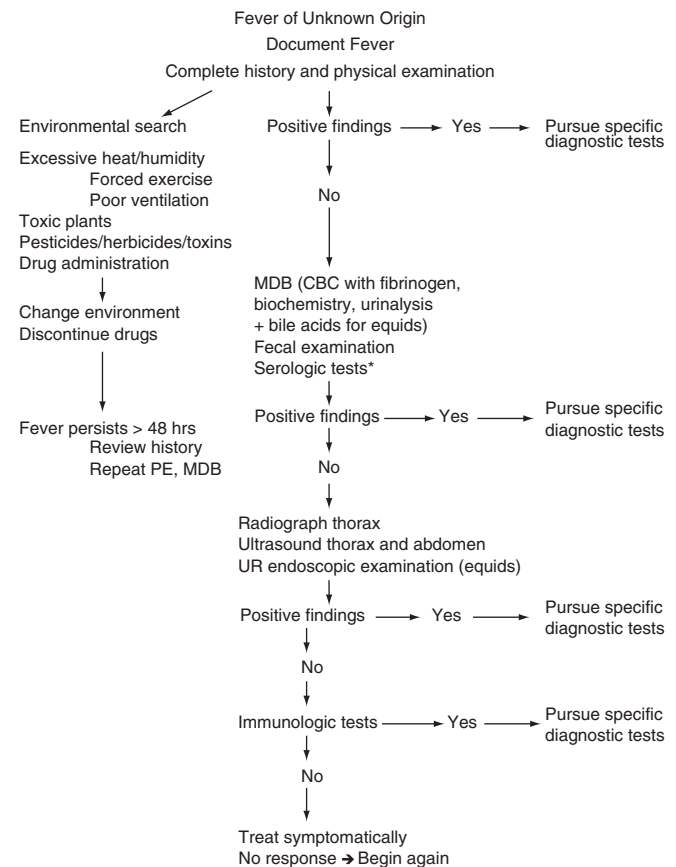 Fever of Unknown Origin
Document Fever
Complete history and physical examination
Environmental search
Excessive heat/humidity
Forced exercise
Poor ventilation
Toxic plants
Pesticides/herbicides/toxins
Drug administration
Change environment
Discontinue drugs
Fever persists > 48 hrs
Review history
Repeat PE, MDB
Positive findings → Yes → Pursue specific
diagnostic tests
No
MDB (CBC with fibrinogen,
biochemistry, urinalysis
+ bile acids for equids)
Fecal examination
Serologic tests*
Positive findings → Yes → Pursue specific
diagnostic tests
No
Radiograph thorax
Ultrasound thorax and abdomen
UR endoscopic examination (equids)
Positive findings → Yes → Pursue specific
diagnostic tests
No
Immunologic tests → Yes → Pursue specific
diagnostic tests
No
Treat symptomatically
No response ➔ Begin again